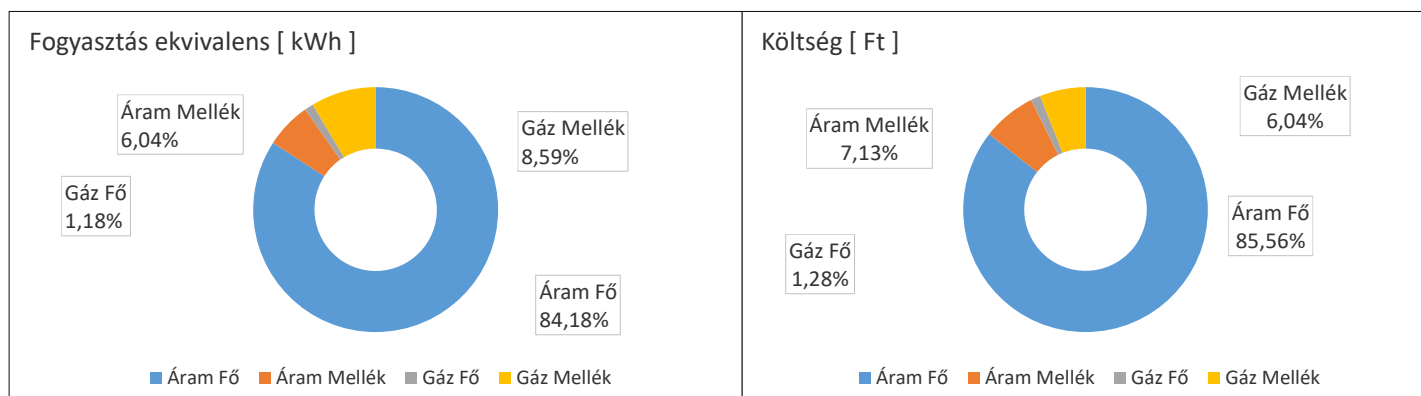 Fogyasztás ekvivalens [ kWh ]
Áram Mellék
6,04%
Gáz Mellék
8,59%
Gáz Fő
1,18%
Áram Fő
84,18%
Áram Fő Áram Mellék Gáz Fő Gáz Mellék
Költség [ Ft ]
Gáz Mellék
6,04%
Áram Mellék
7,13%
Áram Fő
85,56%
Gáz Fő
1,28%
Áram Fő Áram Mellék Gáz Fő Gáz Mellék